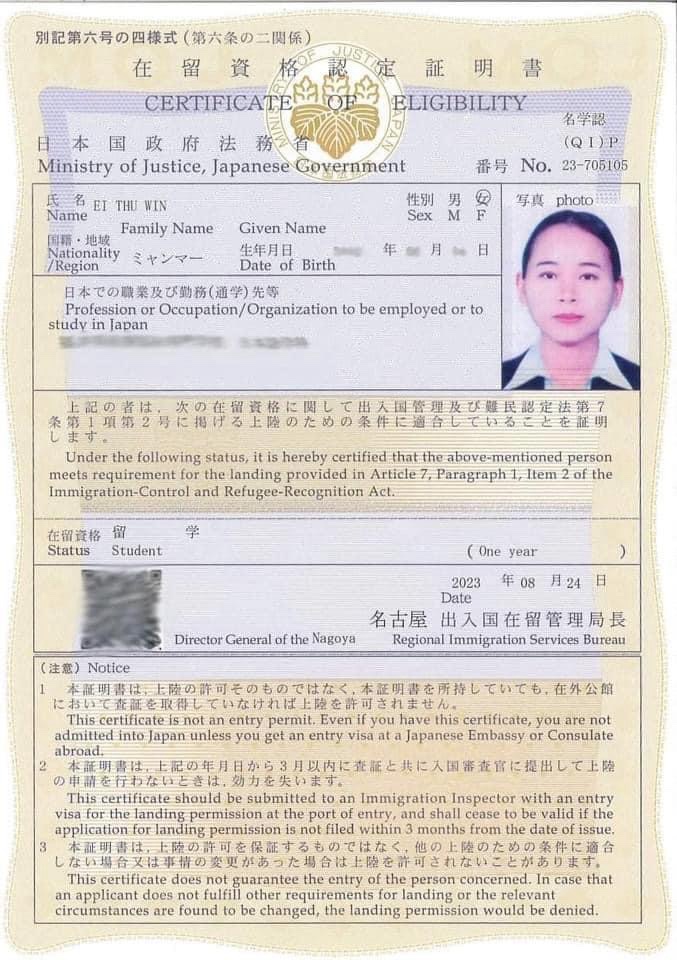 別記第六号の四様式(第六条の二関係)
在留資格認定証明書
CERTIFICATE OF ELIGIBILITY
MINISTRY OF JUSTICE JAPAN
名学認
日本国政府法務省
(QI)P
Ministry of Justice, Japanese Government
番号 No. 23-705105
氏名 EI THU WIN
性別 男 女
写真 photo
Name
Sex M F
Family Name Given Name
国籍・地域
Nationality
/Region
ミャンマー
生年月日 年 月 日
Date of Birth
日本での職業及び勤務(通学)先等
Profession or Occupation/Organization to be employed or to
study in Japan
上記の者は,次の在留資格に関して出入国管理及び難民認定法第7
条第1項第2号に掲げる上陸のための条件に適合していることを証明
します。
Under the following status, it is hereby certified that the above-mentioned person
meets requirement for the landing provided in Article 7, Paragraph 1, Item 2 of the
Immigration-Control and Refugee-Recognition Act.
在留資格 留 学
Status Student (One year )
2023 年 08 月 24 日
Date
名古屋 出入国在留管理局長
Director General of the Nagoya Regional Immigration Services Bureau
(注意) Notice
1 本証明書は,上陸の許可そのものではなく,本証明書を所持していても,在外公館
において査証を取得していなければ上陸を許可されません。
This certificate is not an entry permit. Even if you have this certificate, you are not
admitted into Japan unless you get an entry visa at a Japanese Embassy or Consulate
abroad.
2 本証明書は,上記の年月日から3月以内に査証と共に入国審査官に提出して上陸
の申請を行わないときは,効力を失います。
This certificate should be submitted to an Immigration Inspector with an entry
visa for the landing permission at the port of entry, and shall cease to be valid if the
application for landing permission is not filed within 3 months from the date of issue.
3 本証明書は,上陸の許可を保証するものではなく,他の上陸のための条件に適合
しない場合又は事情の変更があった場合は上陸を許可されないことがあります。
This certificate does not guarantee the entry of the person concerned. In case that
an applicant does not fulfill other requirements for landing or the relevant
circumstances are found to be changed, the landing permission would be denied.